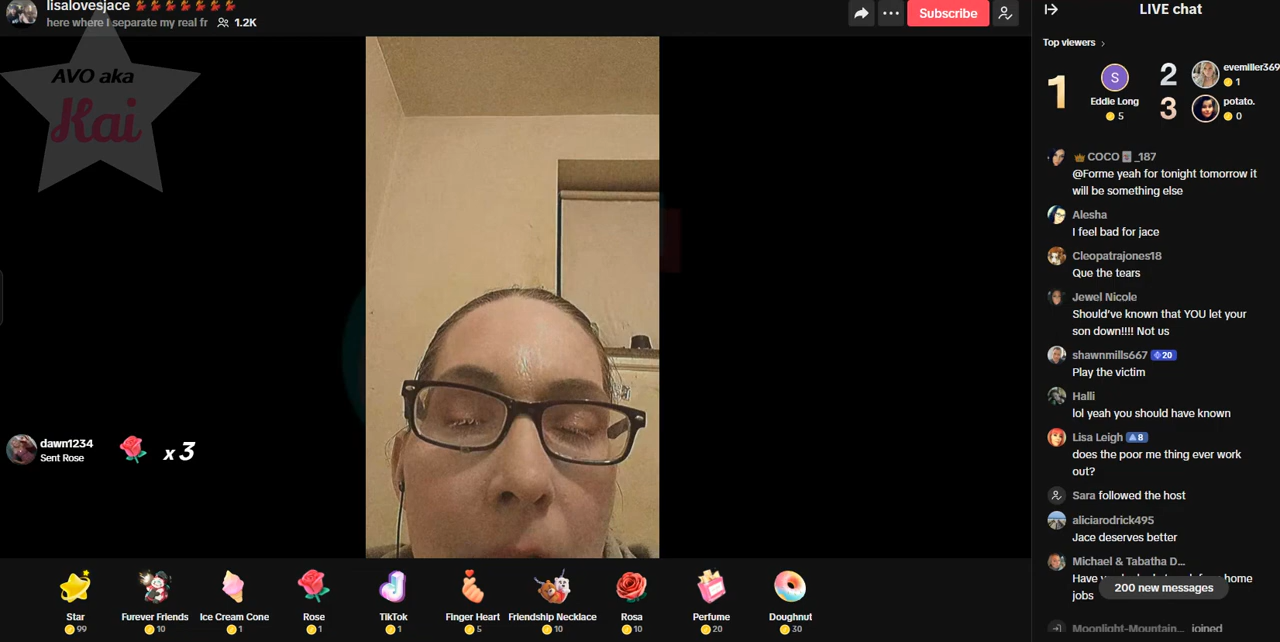 lisalovesjace
here where I separate my real fr 1.2K
Subscribe
AVO aka
Kai
dawn1234
Sent Rose
x 3
Star
99
Furever Friends
10
Ice Cream Cone
1
Rose
1
TikTok
1
Finger Heart
5
Friendship Necklace
10
Rosa
10
Perfume
20
Doughnut
30
LIVE chat
Top viewers
1
S
Eddie Long
5
2
evemiller369
1
3
potato.
0
COCO _187
@Forme yeah for tonight tomorrow it
will be something else
Alesha
I feel bad for jace
Cleopatrajones18
Que the tears
Jewel Nicole
Should've known that YOU let your
son down!!!! Not us
shawnmills667 20
Play the victim
Halli
lol yeah you should have known
Lisa Leigh 8
does the poor me thing ever work
out?
Sara followed the host
aliciarodrick495
Jace deserves better
Michael & Tabatha D...
Have home
jobs
200 new messages
Moonlight-Mountain... joined